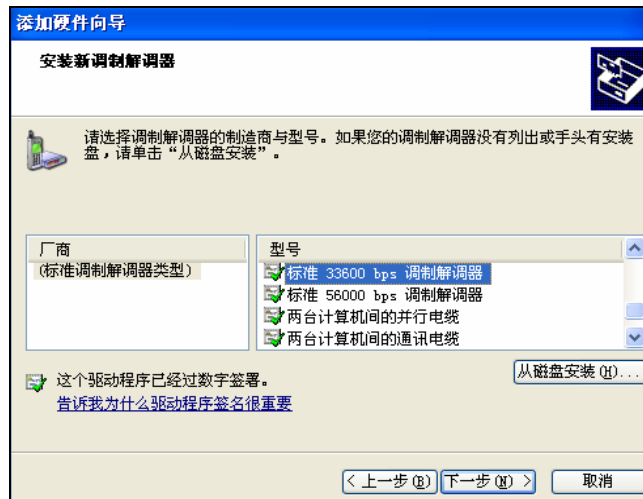 添加硬件向导
安装新调制解调器
请选择调制解调器的制造商与型号。如果您的调制解调器没有列出或手头有安装
盘，请单击“从磁盘安装”。
厂商
(标准调制解调器类型)
型号
标准 33600 bps 调制解调器
标准 56000 bps 调制解调器
两台计算机间的并行电缆
两台计算机间的通讯电缆
这个驱动程序已经过数字签署。
告诉我为什么驱动程序签名很重要
从磁盘安装(H)...
< 上一步(B)
下一步(N) >
取消